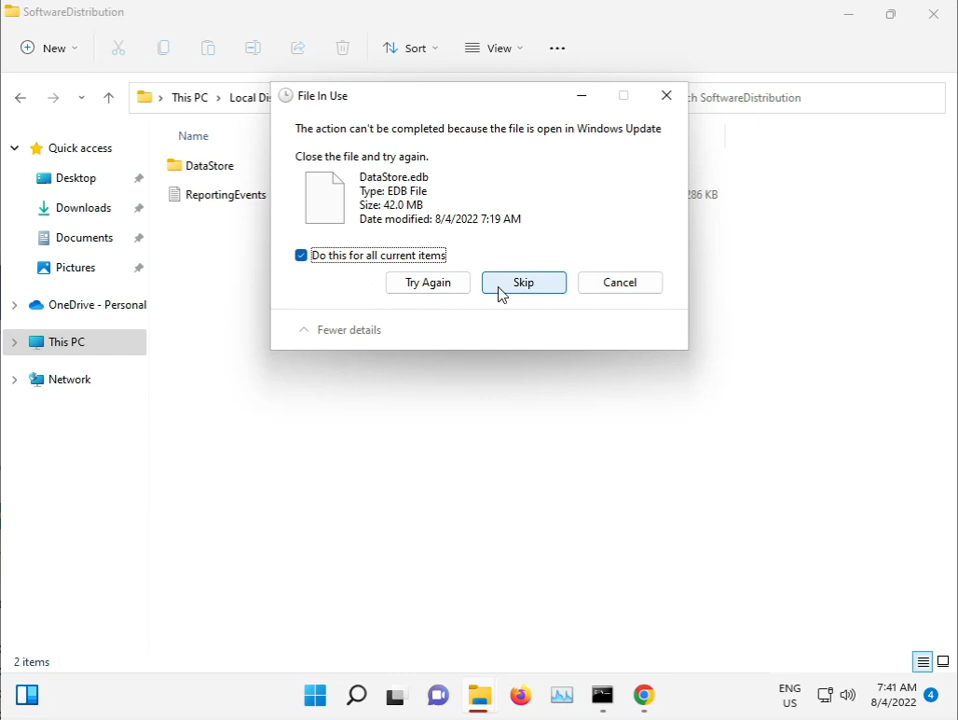 SoftwareDistribution
New
Sort
View
This PC
Local Di
ch SoftwareDistribution
File In Use
The action can't be completed because the file is open in Windows Update
Close the file and try again.
DataStore.edb
Type: EDB File
Size: 42.0 MB
Date modified: 8/4/2022 7:19 AM
Do this for all current items
Try Again
Skip
Cancel
Fewer details
Name
DataStore
ReportingEvents
286 KB
Quick access
Desktop
Downloads
Documents
Pictures
OneDrive - Personal
This PC
Network
2 items
ENG
US
7:41 AM
8/4/2022
4